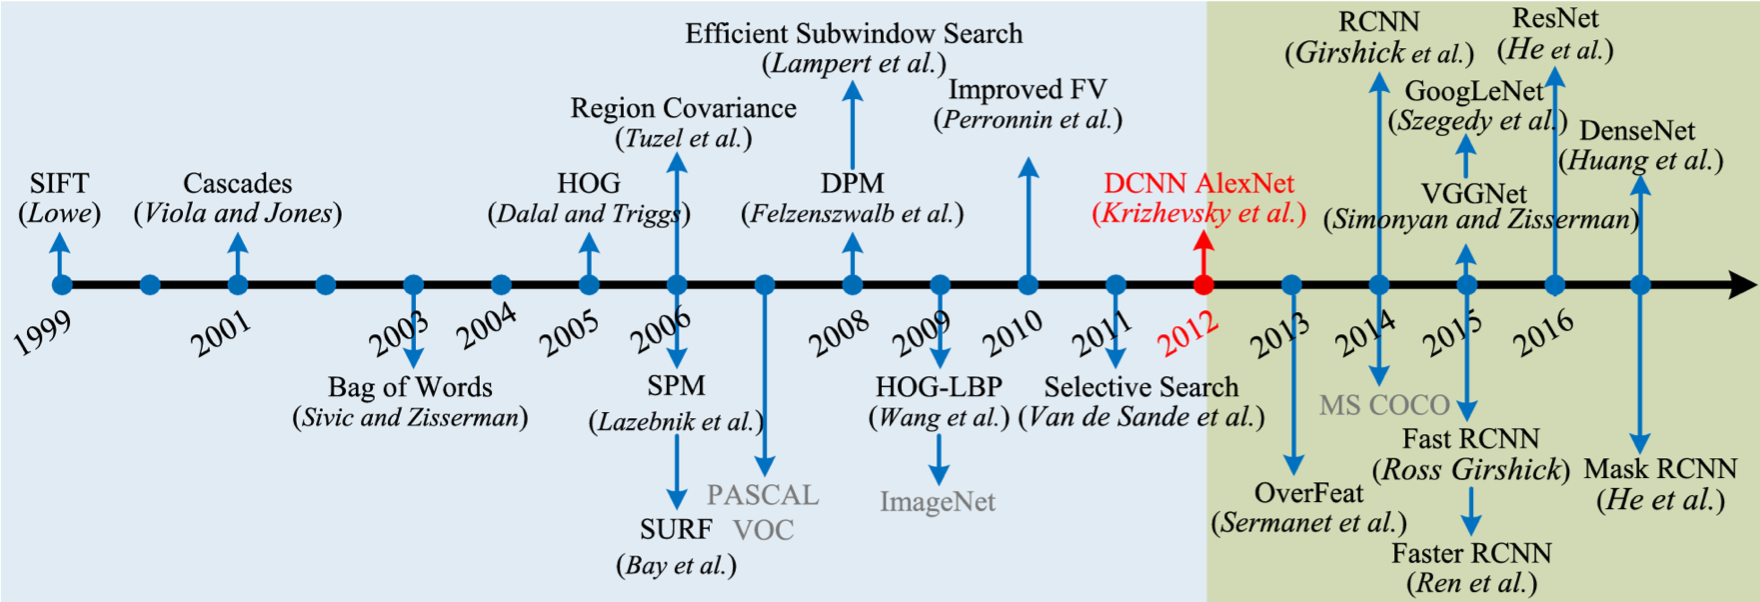 Efficient Subwindow Search
(Lampert et al.)
RCNN
(Girshick et al.)
ResNet
(He et al.)
Region Covariance
(Tuzel et al.)
Improved FV
(Perronnin et al.)
GoogLeNet
(Szegedy et al.)
DenseNet
(Huang et al.)
SIFT
(Lowe)
Cascades
(Viola and Jones)
HOG
(Dalal and Triggs)
DPM
(Felzenszwalb et al.)
DCNN AlexNet
(Krizhevsky et al.)
VGGNet
(Simonyan and Zisserman)
1999
2001
2003
2004
2005
2006
2008
2009
2010
2011
2012
2013
2014
2015
2016
Bag of Words
(Sivic and Zisserman)
SPM
(Lazebnik et al.)
HOG-LBP
(Wang et al.)
Selective Search
(Van de Sande et al.)
MS COCO
Fast RCNN
(Ross Girshick)
Mask RCNN
(He et al.)
PASCAL
VOC
ImageNet
OverFeat
(Sermanet et al.)
SURF
(Bay et al.)
Faster RCNN
(Ren et al.)